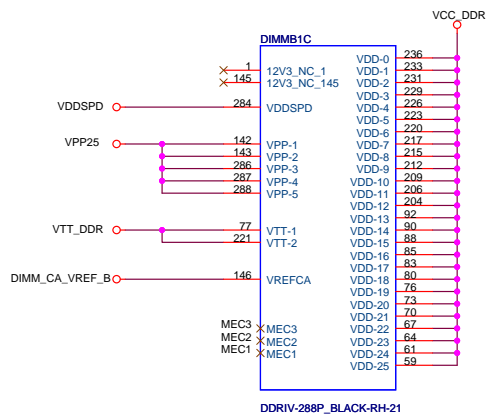 VCC_DDR
DIMMB1C
1 12V3_NC_1 VDD-0 236
145 12V3_NC_145 VDD-1 233
VDD-2 231
VDD-3 229
VDDSPD 284 VDDSPD VDD-4 226
VDD-5 223
VDD-6 220
VPP25 142 VPP-1 VDD-7 217
143 VPP-2 VDD-8 215
286 VPP-3 VDD-9 212
287 VPP-4 VDD-10 209
288 VPP-5 VDD-11 206
VDD-12 204
VDD-13 92
VTT_DDR 77 VTT-1 VDD-14 90
221 VTT-2 VDD-15 88
VDD-16 85
VDD-17 83
DIMM_CA_VREF_B 146 VREFCA VDD-18 80
VDD-19 76
VDD-20 73
VDD-21 70
MEC3 MEC3 VDD-22 67
MEC2 MEC2 VDD-23 64
MEC1 MEC1 VDD-24 61
VDD-25 59
DDRIV-288P_BLACK-RH-21